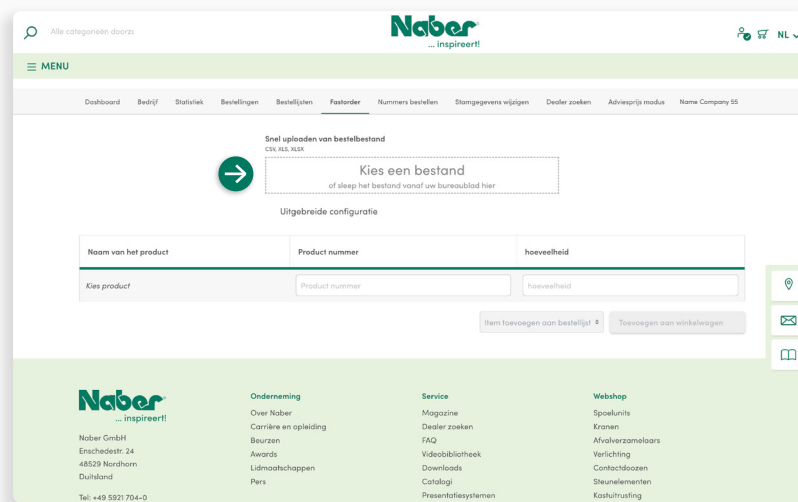 Alle categorieën doorzo
Naber
... inspireert!
NL
MENU
Dashboard Bedrijf Statistiek Bestellingen Bestellijsten Fastorder Nummers bestellen Stamgegevens wijzigen Dealer zoeken Adviesprijs modus Name Company 55
Snel uploaden van bestelbestand
CSV, XLS, XLSX
Kies een bestand
of sleep het bestand vanaf uw bureaublad hier
Uitgebreide configuratie
Naam van het product Product nummer hoeveelheid
Kies product Product nummer hoeveelheid
Item toevoegen aan bestellijst Toevoegen aan winkelwagen
Naber
... inspireert!
Naber GmbH
Enschedestr. 24
48529 Nordhorn
Duitsland
Tel: +49 5921 704-0
Onderneming
Over Naber
Carrière en opleiding
Beurzen
Awards
Lidmaatschappen
Pers
Service
Magazine
Dealer zoeken
FAQ
Videobibliotheek
Downloads
Catalogi
Presentatiesystemen
Webshop
Spoelunits
Kranen
Afvalverzamelaars
Verlichting
Contactdoozen
Steunelementen
Kastuitrusting